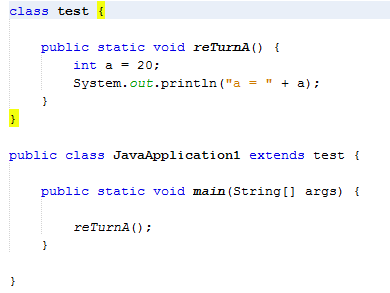 class test {
public static void reTurnA() {
int a = 20;
System.out.println("a = " + a);
}
}
public class JavaApplication1 extends test {
public static void main(String[] args) {
reTurnA();
}
}